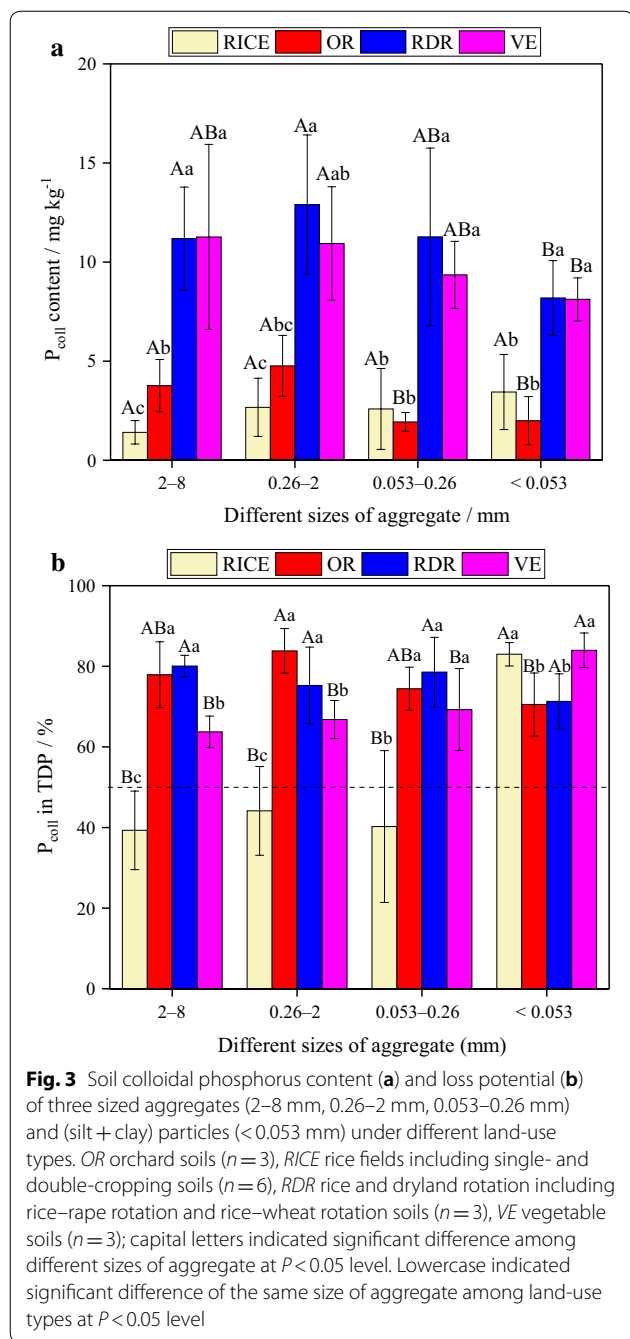 a
RICE OR RDR VE
20
15
10
5
0
P_coll content / mg kg⁻¹
Ac Ab Aa ABa
Ac Abc Aa Aab
Ab Bb ABa ABa
Ab Bb Ba Ba
2–8 0.26–2 0.053–0.26 < 0.053
Different sizes of aggregate / mm
b
RICE OR RDR VE
100
80
60
40
20
0
P_coll in TDP / %
Bc ABa Aa Bb
Bc Aa Aa Bb
Bb ABa Aa Ba
Aa Bb Ab Aa
2–8 0.26–2 0.053–0.26 < 0.053
Different sizes of aggregate (mm)
Fig. 3 Soil colloidal phosphorus content (a) and loss potential (b)
of three sized aggregates (2–8 mm, 0.26–2 mm, 0.053–0.26 mm)
and (silt + clay) particles (< 0.053 mm) under different land-use
types. OR orchard soils (n = 3), RICE rice fields including single- and
double-cropping soils (n = 6), RDR rice and dryland rotation including
rice–rape rotation and rice–wheat rotation soils (n = 3), VE vegetable
soils (n = 3); capital letters indicated significant difference among
different sizes of aggregate at P < 0.05 level. Lowercase indicated
significant difference of the same size of aggregate among land-use
types at P < 0.05 level